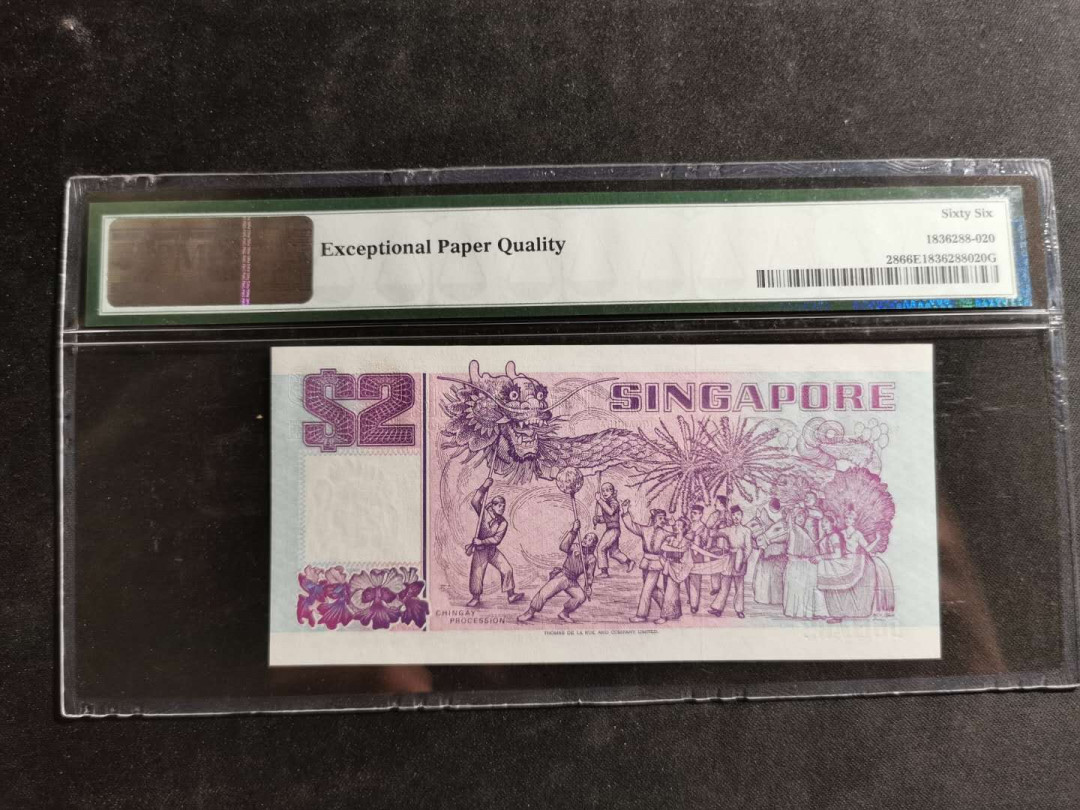 Sixty Six
Exceptional Paper Quality
1836288-020
2866E1836288020G
$2
SINGAPORE
CHINGAY
PROCESSION
THOMAS DE LA RUE AND COMPANY LIMITED.